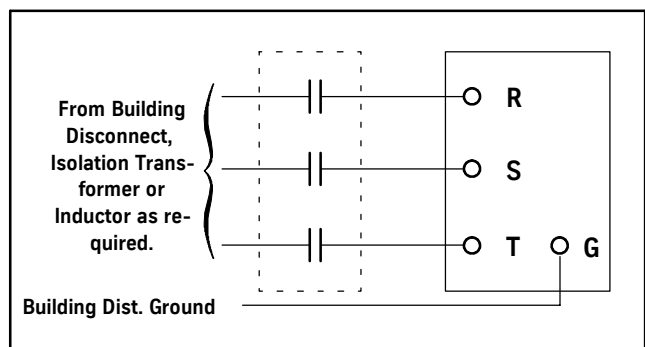 From Building
Disconnect,
Isolation Trans-
former or
Inductor as re-
quired.
R
S
T
G
Building Dist. Ground